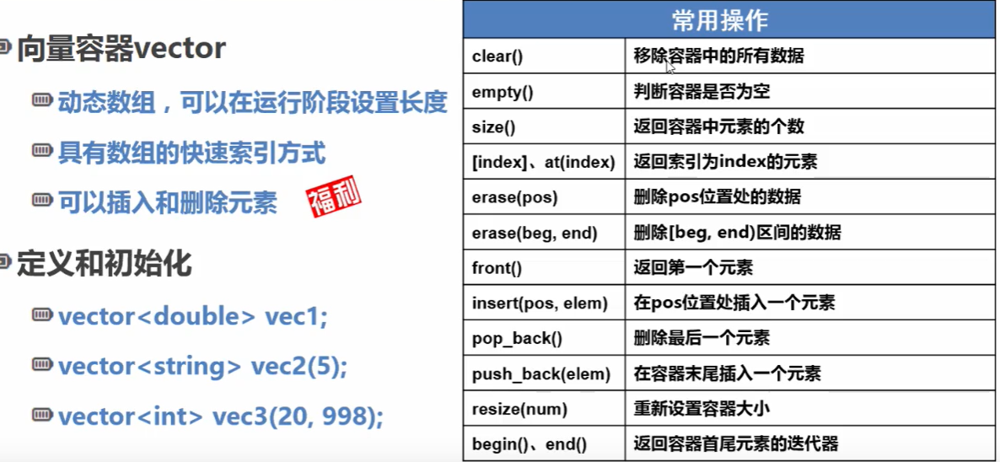 向量容器vector
动态数组，可以在运行阶段设置长度
具有数组的快速索引方式
可以插入和删除元素
福利
定义和初始化
vector<double> vec1;
vector<string> vec2(5);
vector<int> vec3(20, 998);
常用操作
clear() 移除容器中的所有数据
empty() 判断容器是否为空
size() 返回容器中元素的个数
[index]、at(index) 返回索引为index的元素
erase(pos) 删除pos位置处的数据
erase(beg, end) 删除[beg, end)区间的数据
front() 返回第一个元素
insert(pos, elem) 在pos位置处插入一个元素
pop_back() 删除最后一个元素
push_back(elem) 在容器末尾插入一个元素
resize(num) 重新设置容器大小
begin()、end() 返回容器首尾元素的迭代器